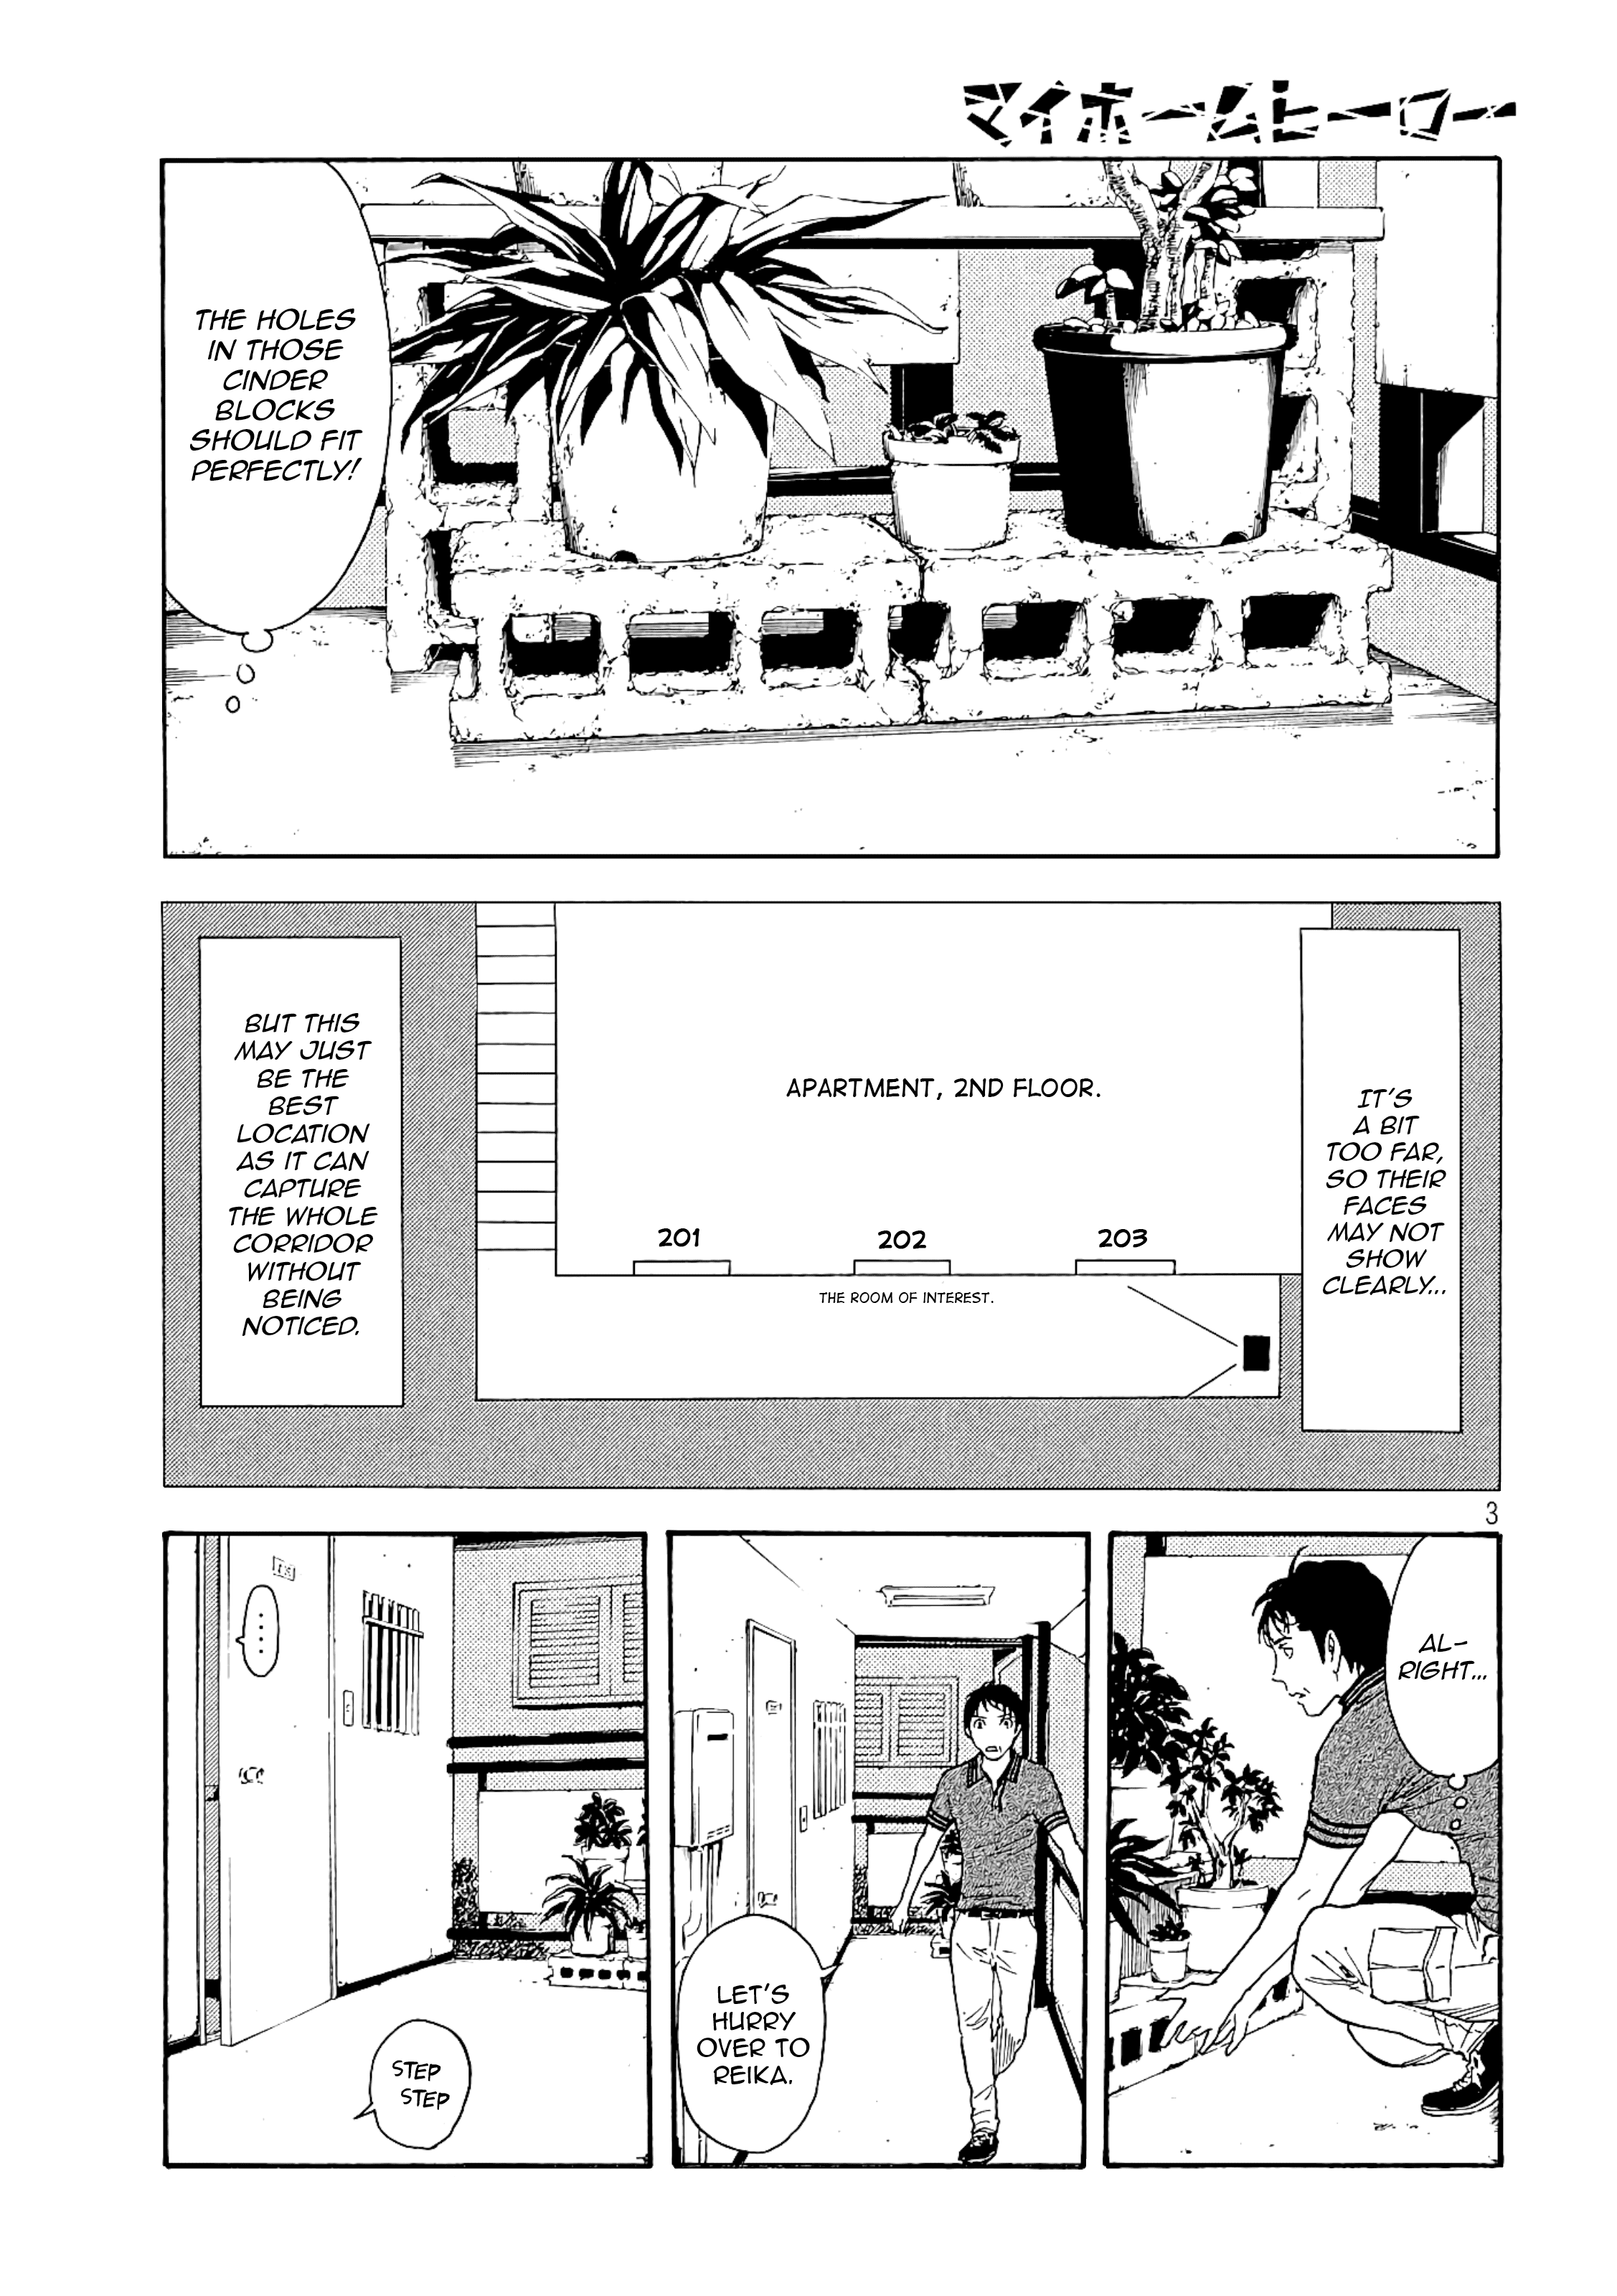 マイホームヒーロー
THE HOLES
IN THOSE
CINDER
BLOCKS
SHOULD FIT
PERFECTLY!
IT'S
A BIT
TOO FAR,
SO THEIR
FACES
MAY NOT
SHOW
CLEARLY...
APARTMENT, 2ND FLOOR.
201
202
203
THE ROOM OF INTEREST.
BUT THIS
MAY JUST
BE THE
BEST
LOCATION
AS IT CAN
CAPTURE
THE WHOLE
CORRIDOR
WITHOUT
BEING
NOTICED.
3
AL-
RIGHT...
LET'S
HURRY
OVER TO
REIKA.
....
STEP
STEP